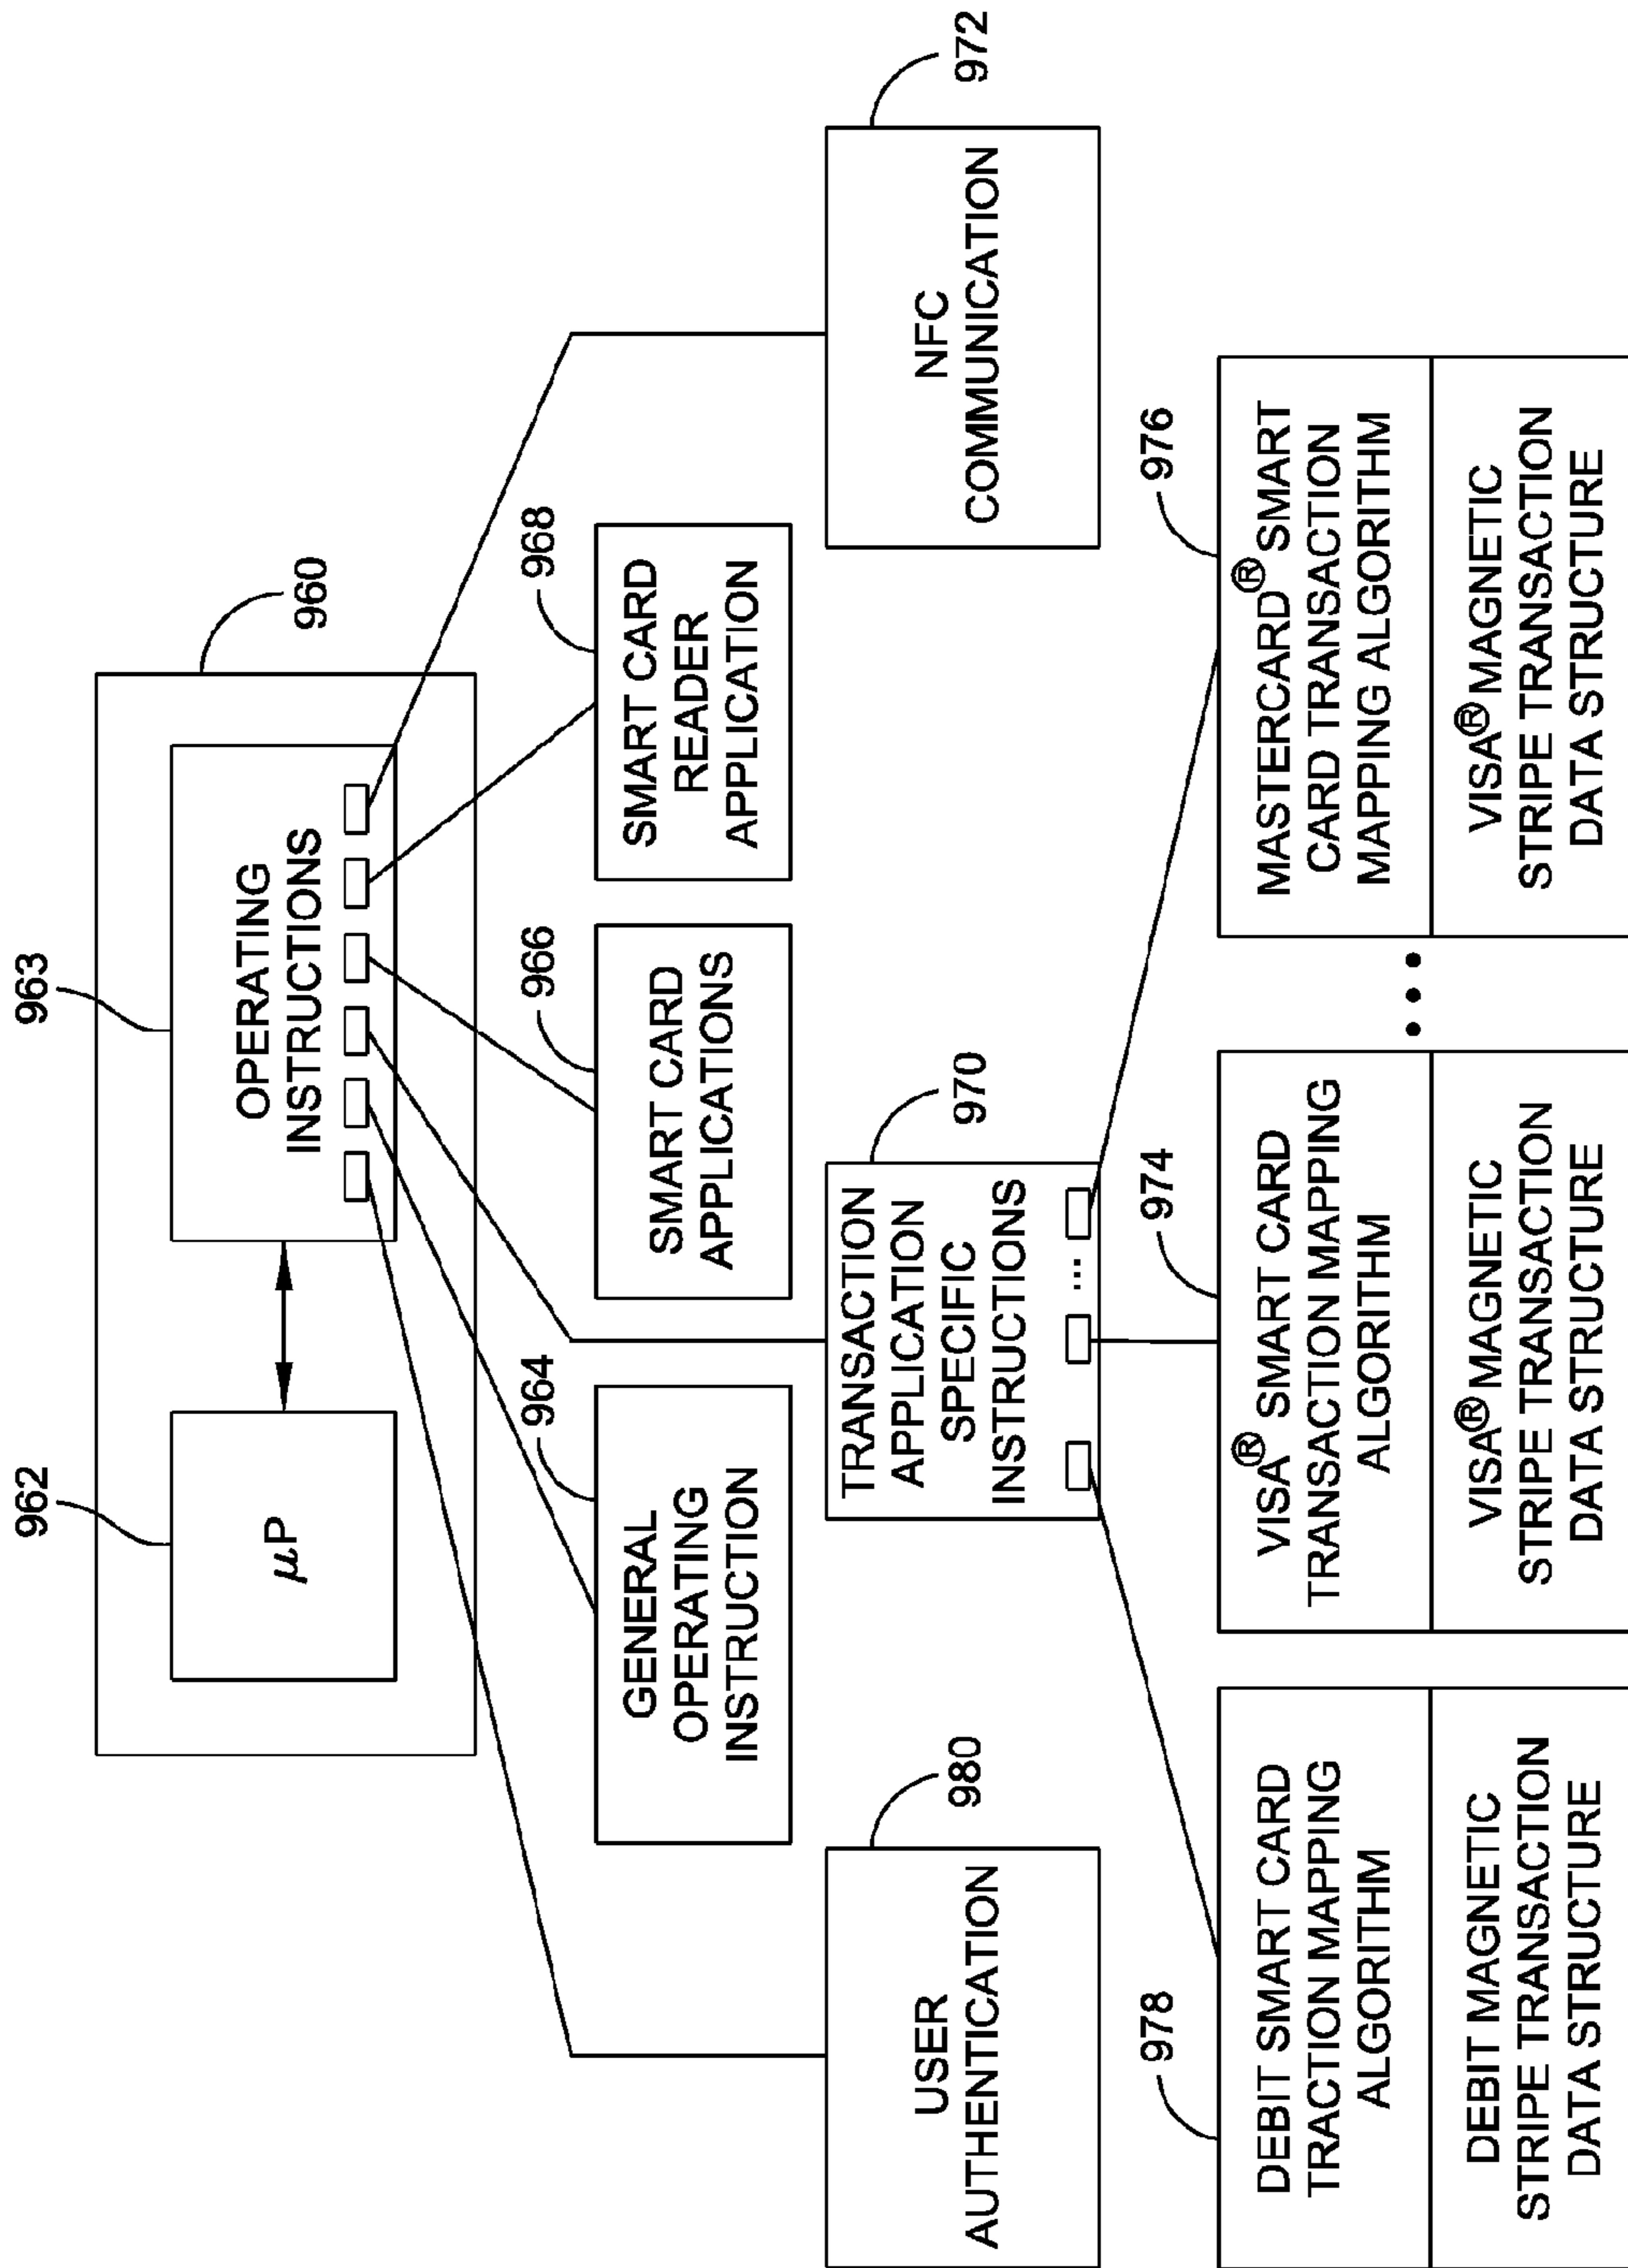 960
962
963
µP
OPERATING
INSTRUCTIONS
964
966
968
GENERAL
OPERATING
INSTRUCTION
SMART CARD
APPLICATIONS
SMART CARD
READER
APPLICATION
980
970
972
USER
AUTHENTICATION
TRANSACTION
APPLICATION
SPECIFIC
INSTRUCTIONS
...
NFC
COMMUNICATION
978
974
976
DEBIT SMART CARD
TRACTION MAPPING
ALGORITHM
DEBIT MAGNETIC
STRIPE TRANSACTION
DATA STRUCTURE
VISA® SMART CARD
TRANSACTION MAPPING
ALGORITHM
VISA® MAGNETIC
STRIPE TRANSACTION
DATA STRUCTURE
• • •
MASTERCARD® SMART
CARD TRANSACTION
MAPPING ALGORITHM
VISA® MAGNETIC
STRIPE TRANSACTION
DATA STRUCTURE